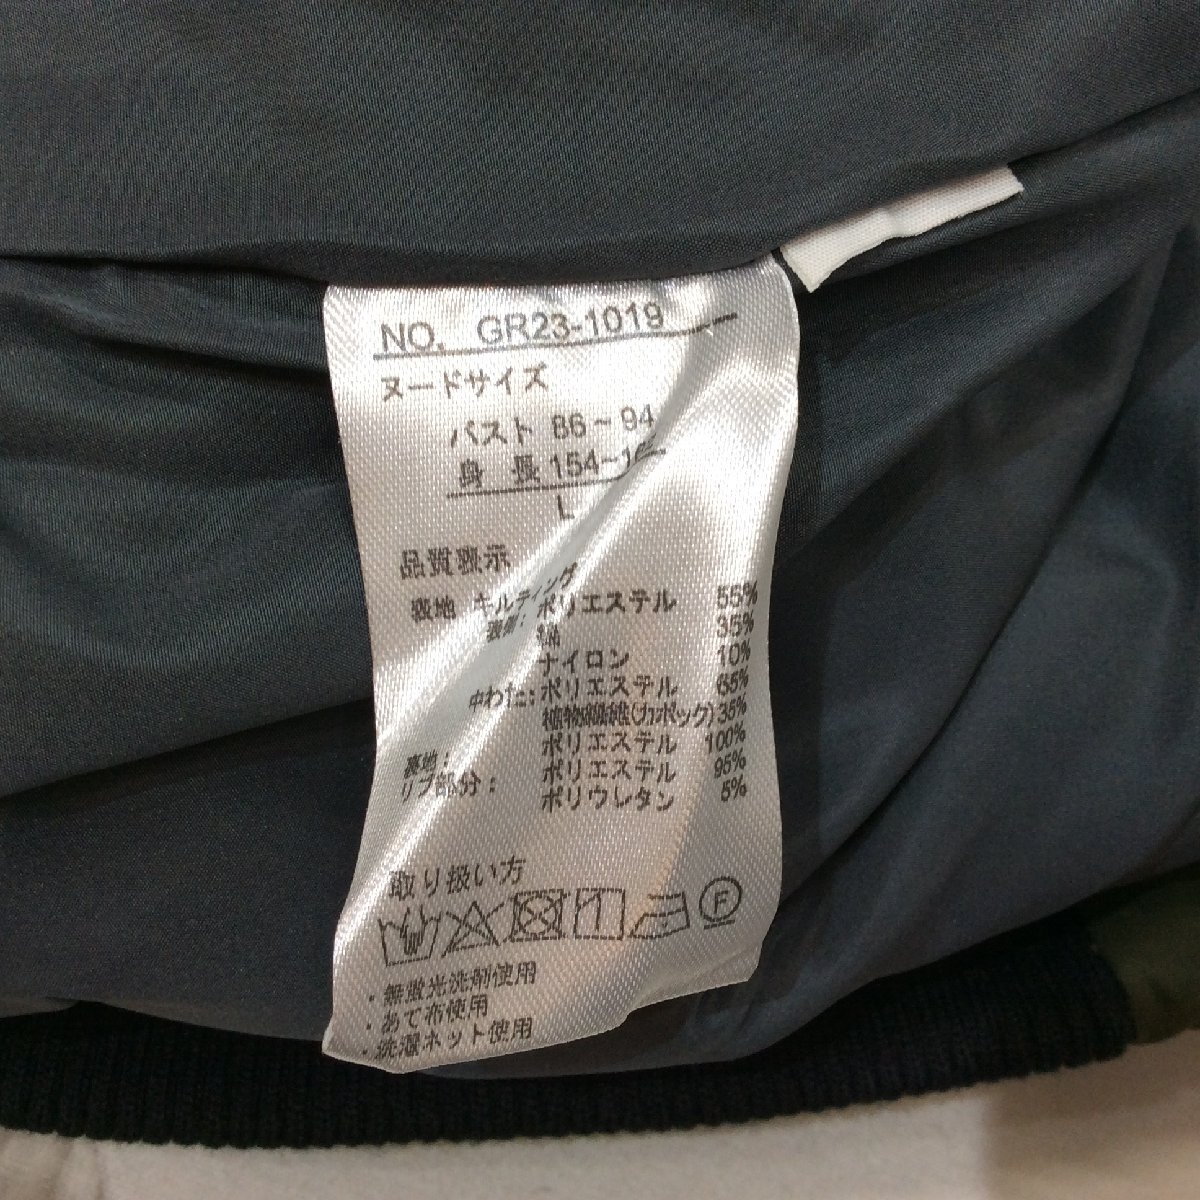 NO. GR23-1019
ヌードサイズ
バスト 86~94
身 長 154~
L
品質表示
表地 キルティング
表側: ポリエステル 55%
綿 35%
ナイロン 10%
中わた: ポリエステル 65%
植物繊維(カポック) 35%
裏地: ポリエステル 100%
リブ部分: ポリエステル 95%
ポリウレタン 5%
取り扱い方
F
・無蛍光洗剤使用
・あて布使用
・洗濯ネット使用